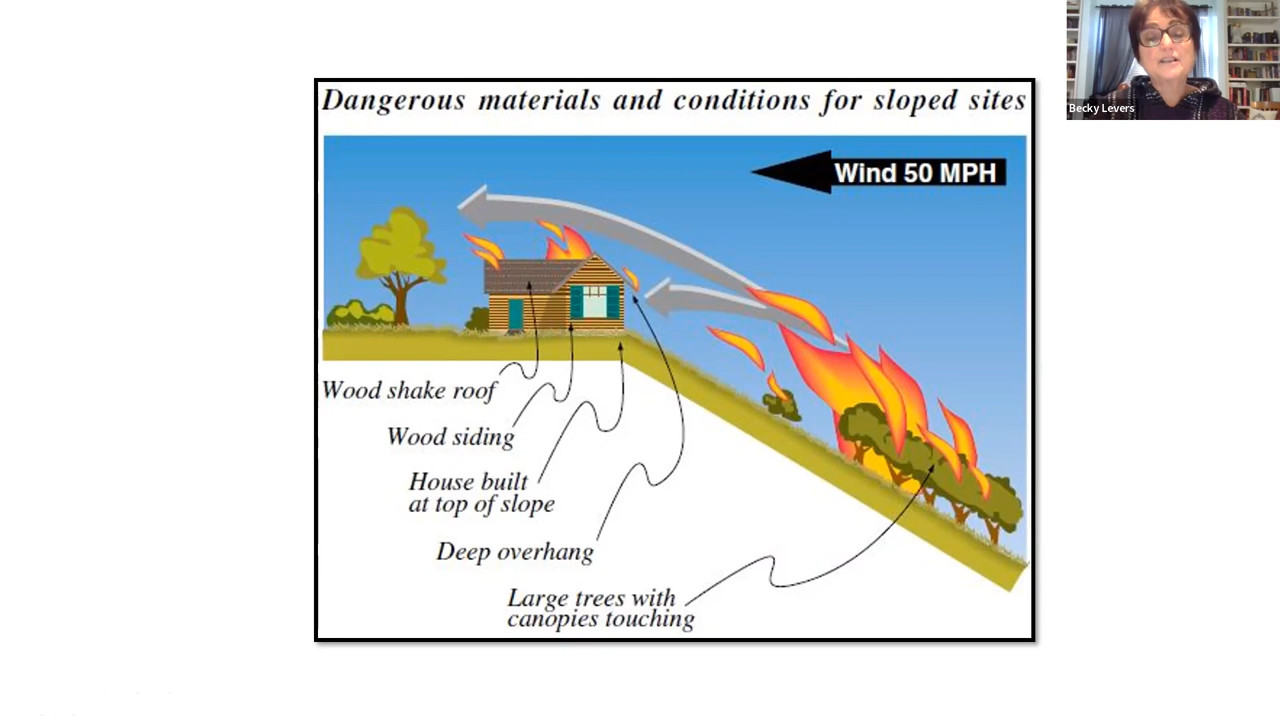 Becky Levers
Dangerous materials and conditions for sloped sites
Wind 50 MPH
Wood shake roof
Wood siding
House built
at top of slope
Deep overhang
Large trees with
canopies touching